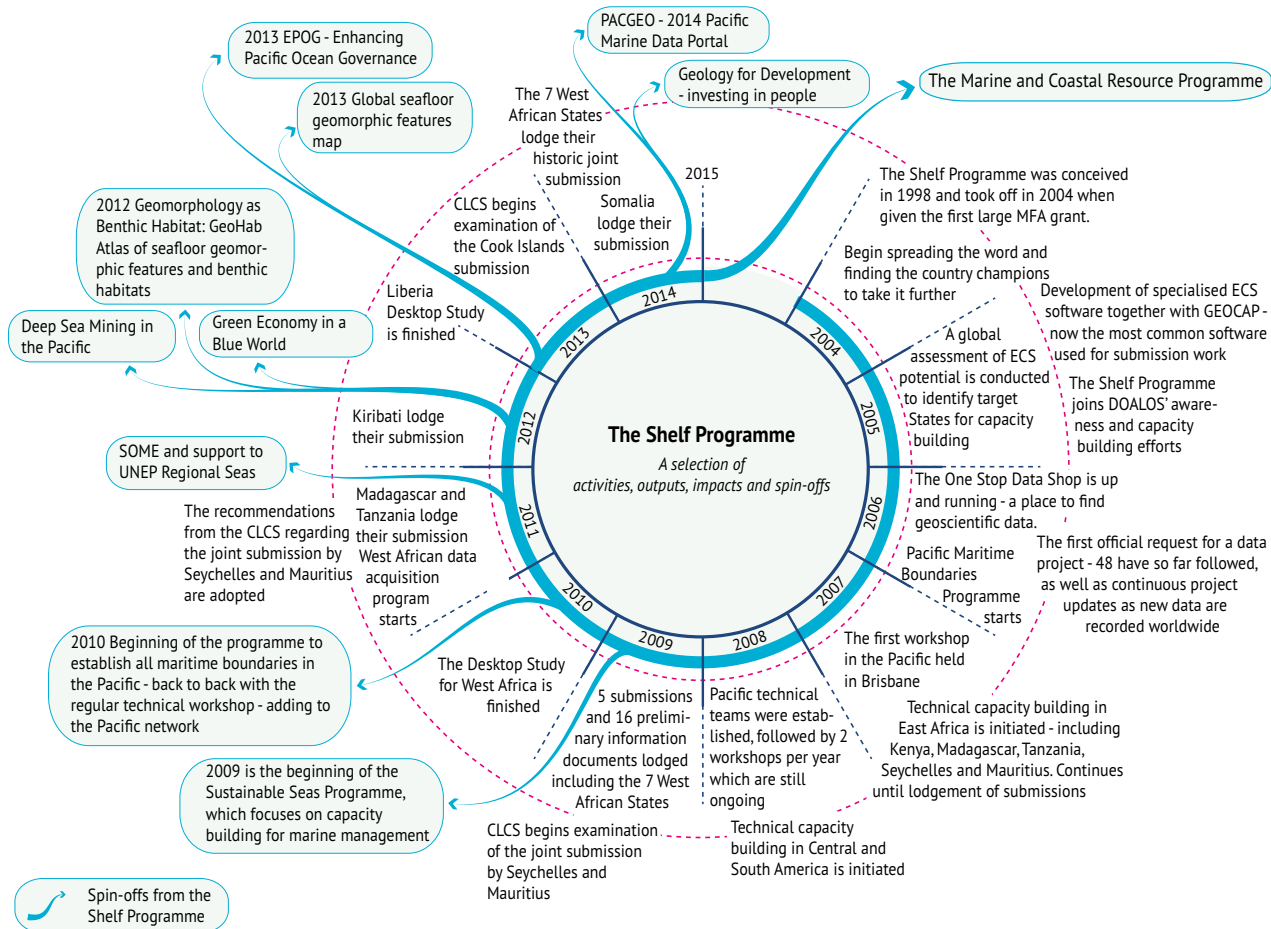 2013 EPOG - Enhancing
Pacific Ocean Governance
2013 Global seafloor
geomorphic features
map
PACGEO - 2014 Pacific
Marine Data Portal
Geology for Development
- investing in people
The Marine and Coastal Resource Programme
2012 Geomorphology as
Benthic Habitat: GeoHab
Atlas of seafloor geomor-
phic features and benthic
habitats
Deep Sea Mining in
the Pacific
Green Economy in a
Blue World
SOME and support to
UNEP Regional Seas
2010 Beginning of the programme to
establish all maritime boundaries in
the Pacific - back to back with the
regular technical workshop - adding to
the Pacific network
2009 is the beginning of the
Sustainable Seas Programme,
which focuses on capacity
building for marine management
Spin-offs from the
Shelf Programme
The Shelf Programme
A selection of
activities, outputs, impacts and spin-offs
2004
2005
2006
2007
2008
2009
2010
2011
2012
2013
2014
2015
The Shelf Programme was conceived
in 1998 and took off in 2004 when
given the first large MFA grant.
Begin spreading the word and
finding the country champions
to take it further
Development of specialised ECS
software together with GEOCAP -
now the most common software
used for submission work
A global
assessment of ECS
potential is conducted
to identify target
States for capacity
building
The Shelf Programme
joins DOALOS' aware-
ness and capacity
building efforts
The One Stop Data Shop is up
and running - a place to find
geoscientific data.
The first official request for a data
project - 48 have so far followed,
as well as continuous project
updates as new data are
recorded worldwide
Pacific Maritime
Boundaries
Programme
starts
The first workshop
in the Pacific held
in Brisbane
Technical capacity building in
East Africa is initiated - including
Kenya, Madagascar, Tanzania,
Seychelles and Mauritius. Continues
until lodgement of submissions
Pacific technical
teams were estab-
lished, followed by 2
workshops per year
which are still
ongoing
Technical capacity
building in Central and
South America is initiated
5 submissions
and 16 prelimi-
nary information
documents lodged
including the 7 West
African States
CLCS begins examination
of the joint submission
by Seychelles and
Mauritius
The Desktop Study
for West Africa is
finished
Madagascar and
Tanzania lodge
their submission
West African data
acquisition
program
starts
The recommendations
from the CLCS regarding
the joint submission by
Seychelles and Mauritius
are adopted
Kiribati lodge
their submission
Liberia
Desktop Study
is finished
CLCS begins
examination of
the Cook Islands
submission
The 7 West
African States
lodge their
historic joint
submission
Somalia
lodge their
submission